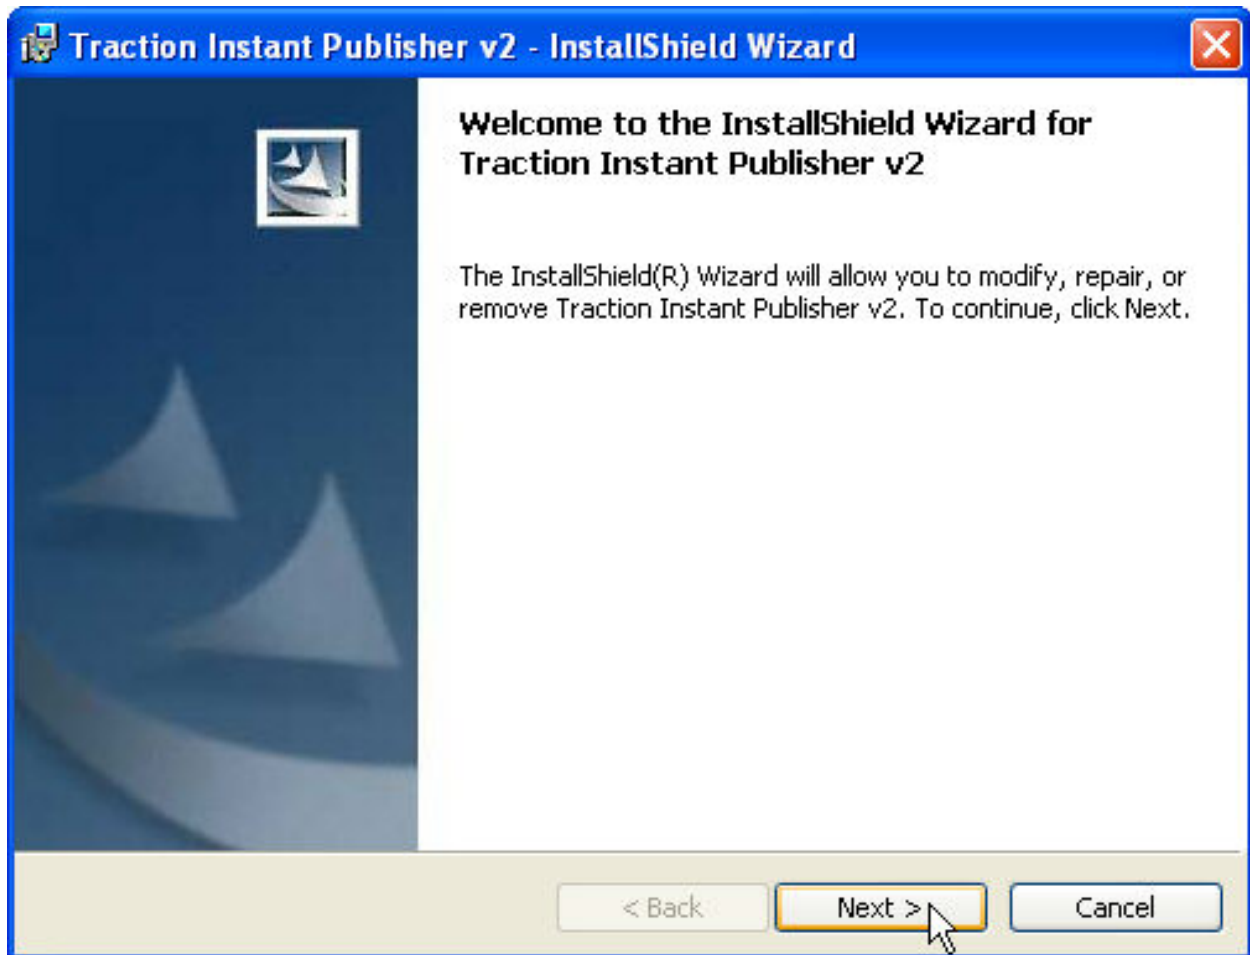 Traction Instant Publisher v2 - InstallShield Wizard
Welcome to the InstallShield Wizard for
Traction Instant Publisher v2
The InstallShield(R) Wizard will allow you to modify, repair, or
remove Traction Instant Publisher v2. To continue, click Next.
< Back Next > Cancel